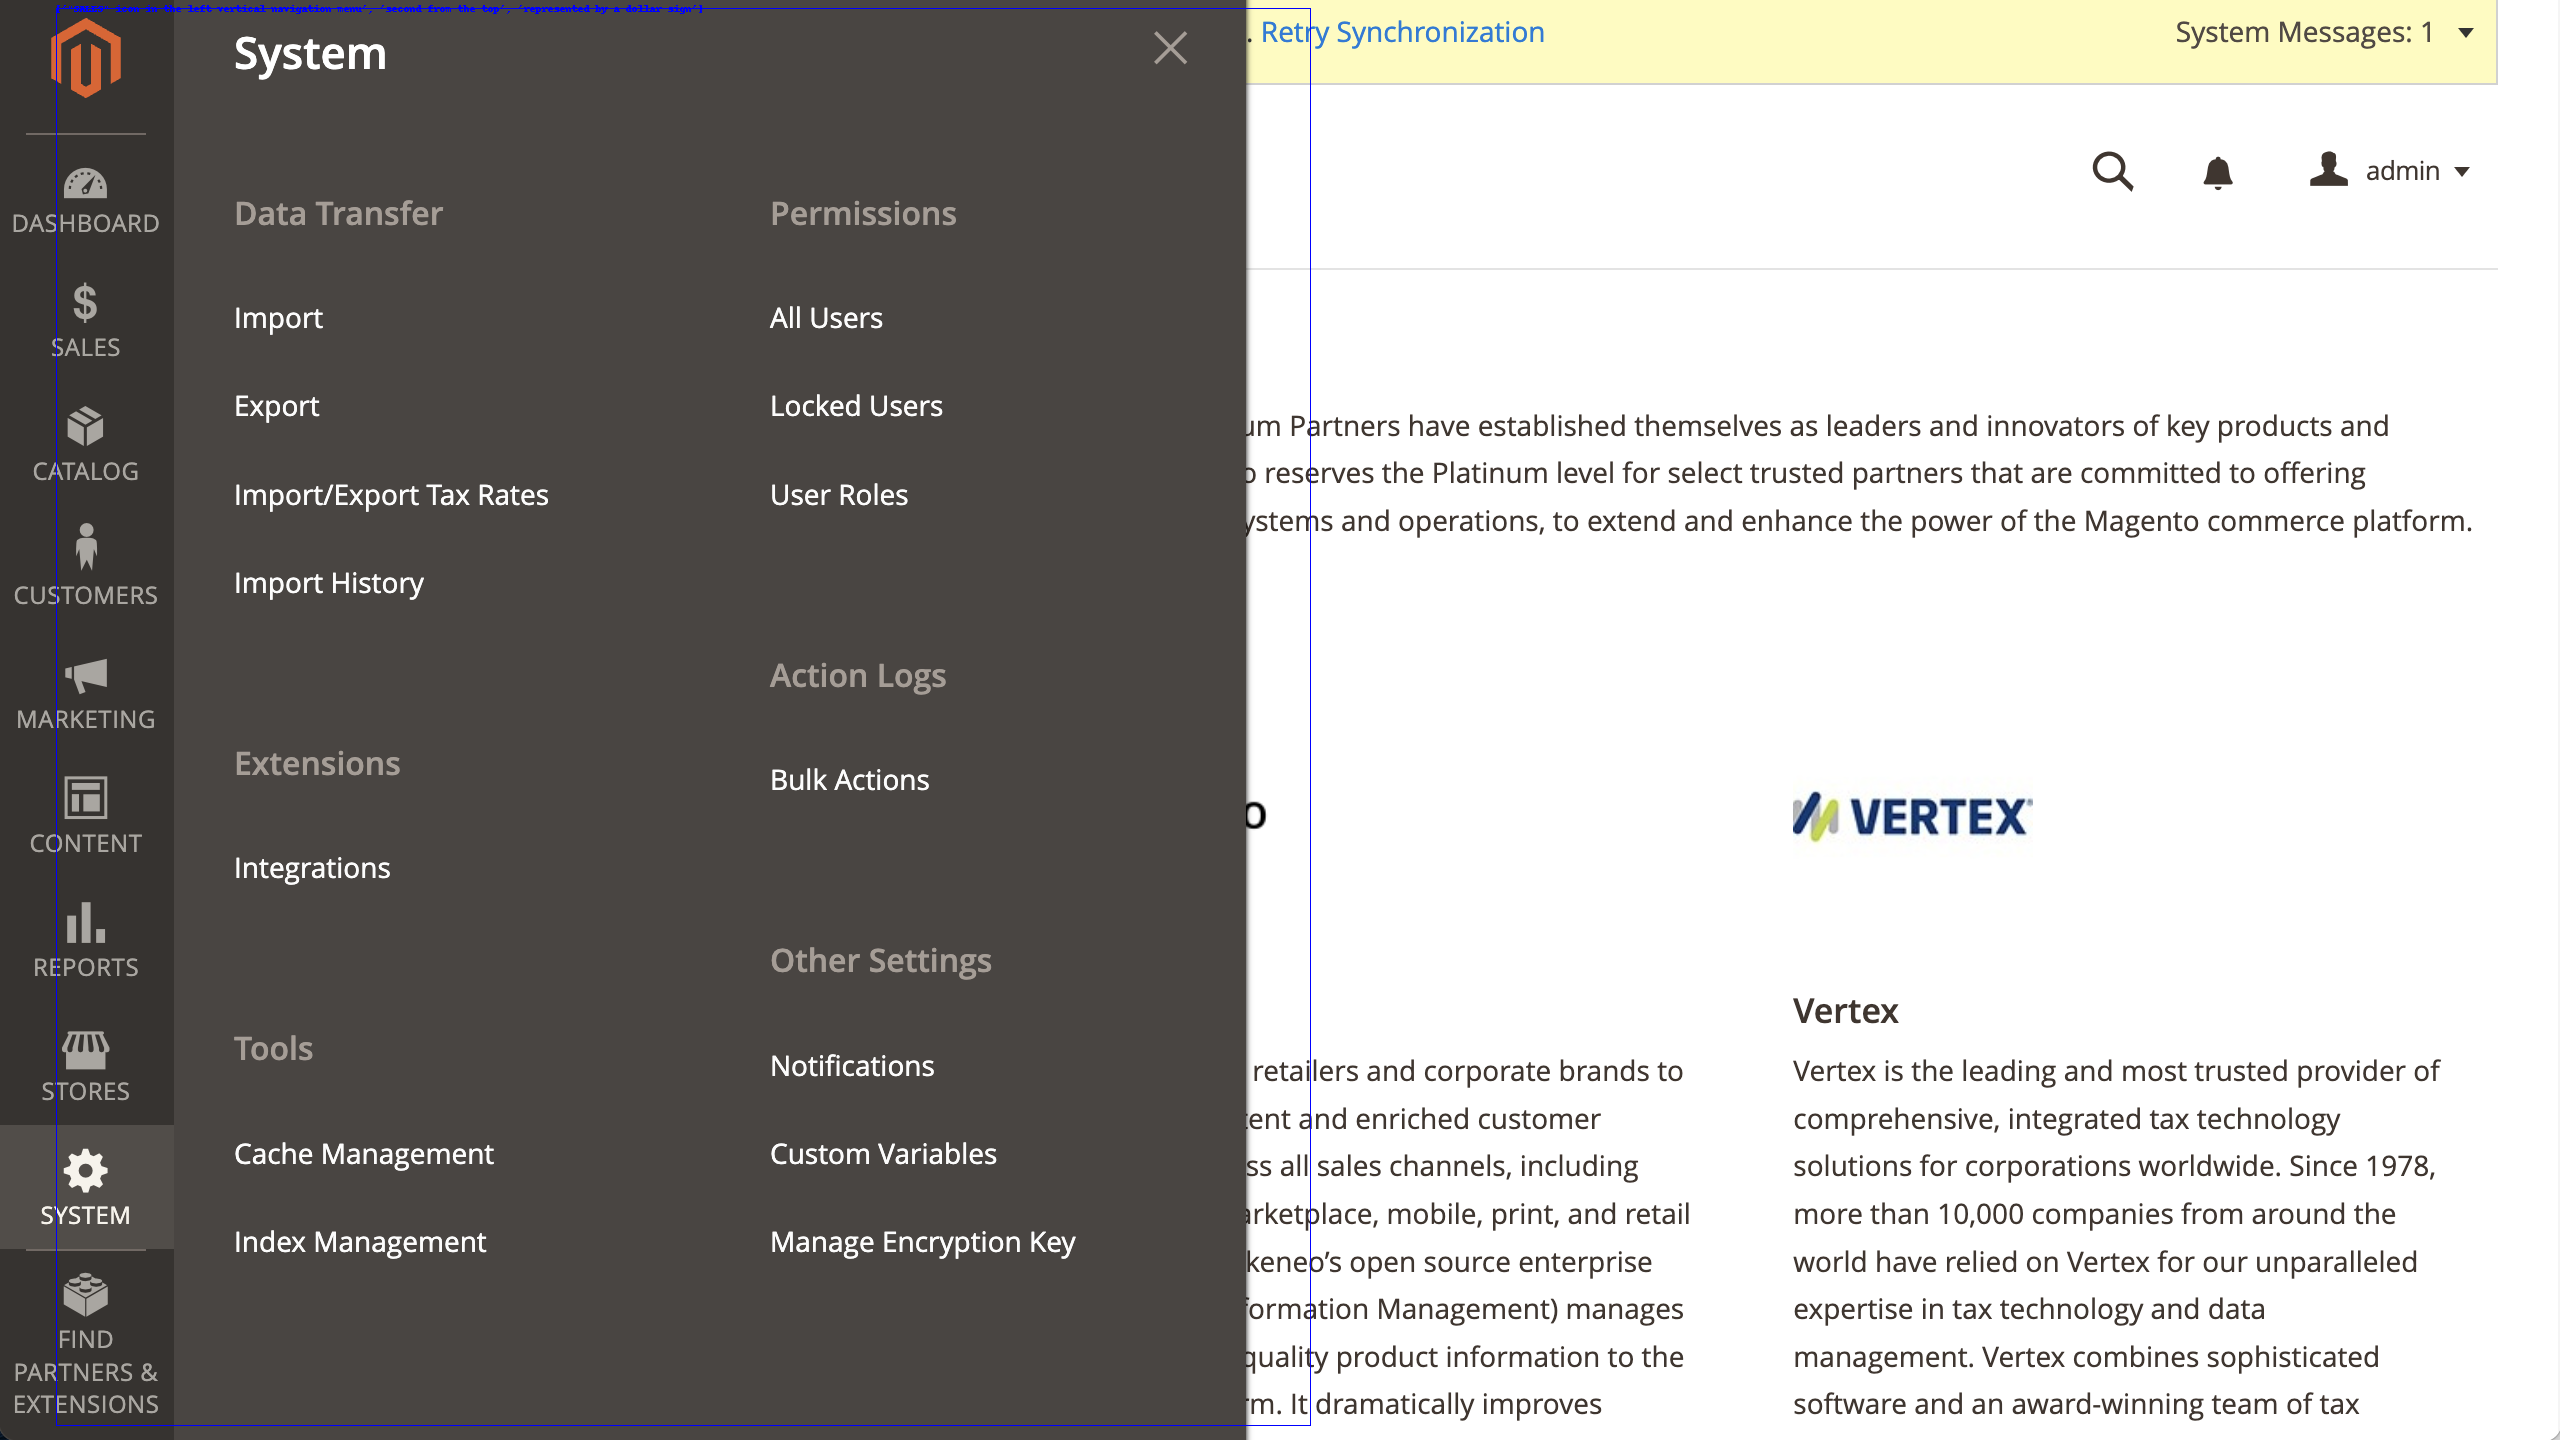 ['"SALES" icon in the left vertical navigation menu', 'second from the top', 'represented by a dollar sign']
System
. Retry Synchronization
System Messages: 1
admin
DASHBOARD
SALES
CATALOG
CUSTOMERS
MARKETING
CONTENT
REPORTS
STORES
SYSTEM
FIND
PARTNERS &
EXTENSIONS
Data Transfer
Import
Export
Import/Export Tax Rates
Import History
Extensions
Integrations
Tools
Cache Management
Index Management
Permissions
All Users
Locked Users
User Roles
Action Logs
Bulk Actions
Other Settings
Notifications
Custom Variables
Manage Encryption Key
um Partners have established themselves as leaders and innovators of key products and
o reserves the Platinum level for select trusted partners that are committed to offering
ystems and operations, to extend and enhance the power of the Magento commerce platform.
o
retailers and corporate brands to
ent and enriched customer
ss all sales channels, including
arketplace, mobile, print, and retail
keneo's open source enterprise
formation Management) manages
quality product information to the
rm. It dramatically improves
VERTEX
Vertex
Vertex is the leading and most trusted provider of
comprehensive, integrated tax technology
solutions for corporations worldwide. Since 1978,
more than 10,000 companies from around the
world have relied on Vertex for our unparalleled
expertise in tax technology and data
management. Vertex combines sophisticated
software and an award-winning team of tax